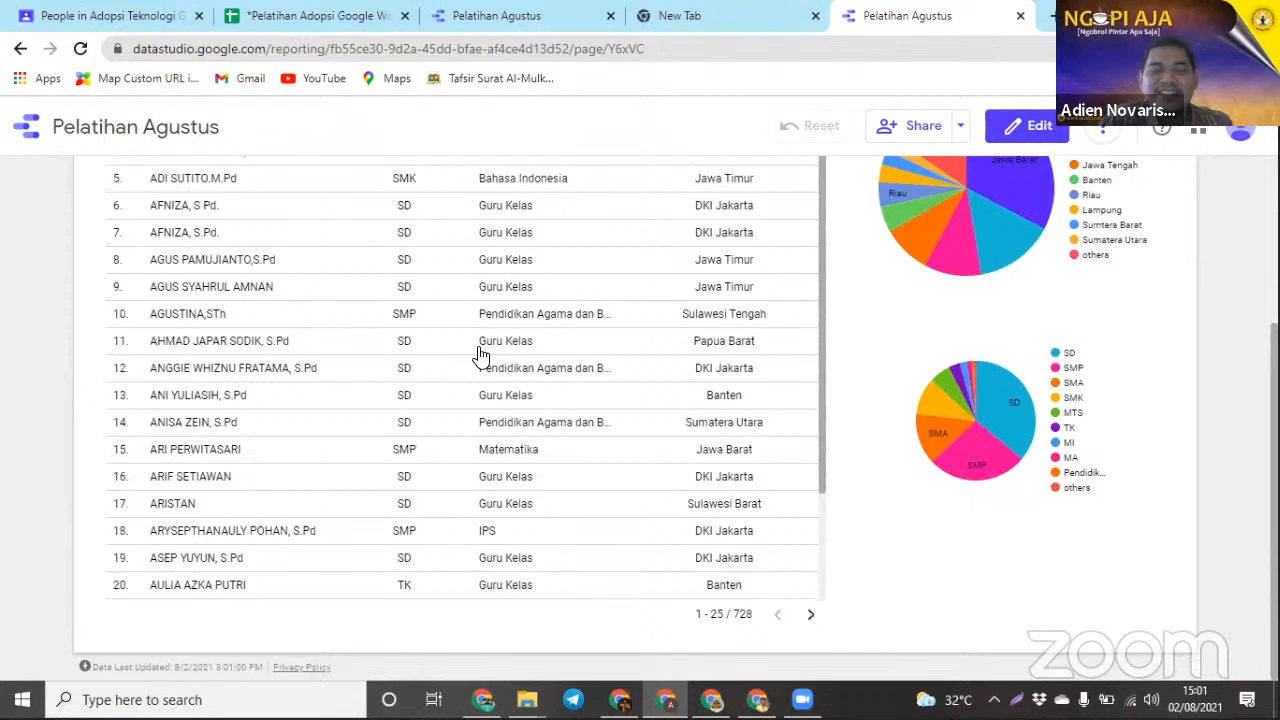 People in Adopsi Google S
*Pelatihan Adopsi Google
Pelatihan Agustus
New Tab
Pelatihan Agustus
datastudio.google.com/reporting/
/page/Y6xVC
Apps
Map Custom URL i...
Gmail
YouTube
Maps
Tafsir Surat Al-Mulk...
NGOPI AJA
[Ngobrol Pintar Apa Saja]
Adien Novaris...
Pelatihan Agustus
Reset
Share
Edit
5. ADI SUTITO.M.Pd Bahasa Indonesia Jawa Timur
6. AFNIZA, S.Pd. SD Guru Kelas DKI Jakarta
7. AFNIZA, S.Pd. SD Guru Kelas DKI Jakarta
8. AGUS PAMUJIANTO,S.Pd SD Guru Kelas Jawa Timur
9. AGUS SYAHRUL AMNAN SD Guru Kelas Jawa Timur
10. AGUSTINA,STh SMP Pendidikan Agama dan B... Sulawesi Tengah
11. AHMAD JAPAR SODIK, S.Pd SD Guru Kelas Papua Barat
12. ANGGIE WHIZNU FRATAMA, S.Pd SD Pendidikan Agama dan B... DKI Jakarta
13. ANI YULIASIH, S.Pd SD Guru Kelas Banten
14. ANISA ZEIN, S.Pd SD Pendidikan Agama dan B... Sumatera Utara
15. ARI PERWITASARI SMP Matematika Jawa Barat
16. ARIF SETIAWAN SD Guru Kelas DKI Jakarta
17. ARISTAN SD Guru Kelas Sulawesi Barat
18. ARYSEPTHANAULY POHAN, S.Pd SMP IPS DKI Jakarta
19. ASEP YUYUN, S.Pd SD Guru Kelas DKI Jakarta
20. AULIA AZKA PUTRI TK Guru Kelas Banten
1 - 25 / 728
Jawa Barat
Riau
Jawa Tengah
Banten
Riau
Lampung
Sumtera Barat
Sumatera Utara
others
SD
SMA
SMP
SD
SMP
SMA
SMK
MTS
TK
MI
MA
Pendidik...
others
zoom
Data Last Updated: 8/2/2021 3:01:00 PM
Privacy Policy
Type here to search
32°C
15:01
02/08/2021